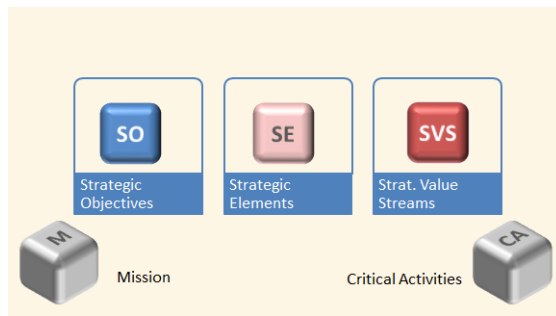 SO
SE
SVS
Strategic
Objectives
Strategic
Elements
Strat. Value
Streams
M
Mission
Critical Activities
CA